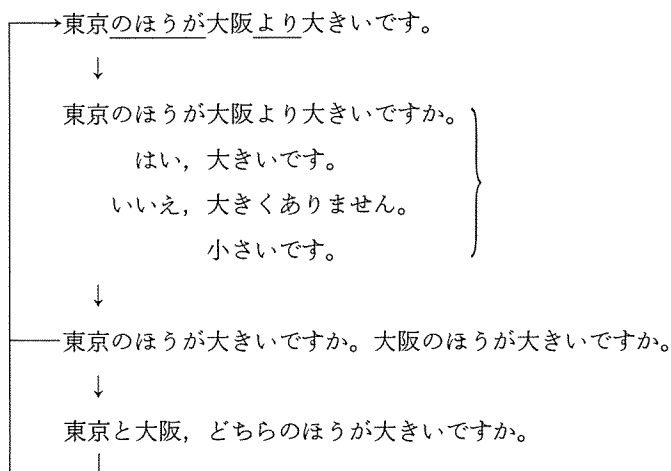 東京のほうが大阪より大きいです。
東京のほうが大阪より大きいですか。
はい，大きいです。
いいえ，大きくありません。
小さいです。
東京のほうが大きいですか。大阪のほうが大きいですか。
東京と大阪，どちらのほうが大きいですか。